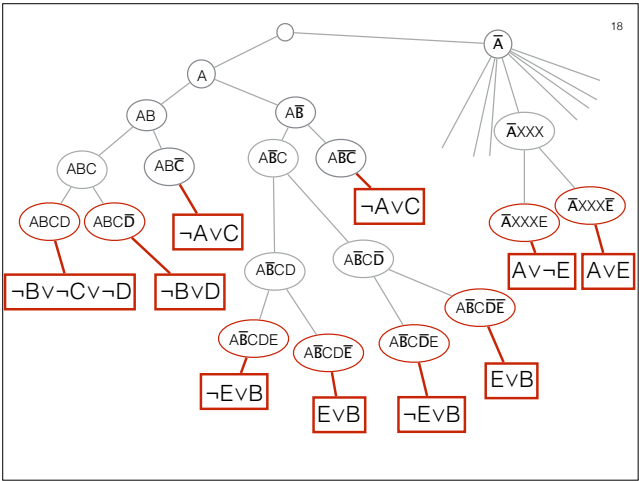 18
A̅
A
AB
AB̅
A̅XXX
ABC
ABC̅
AB̅C
AB̅C̅
A̅XXXE
A̅XXXE̅
ABCD
ABCD̅
¬A∨C
¬A∨C
AB̅CD
AB̅CD̅
A∨¬E
A∨E
¬B∨¬C∨¬D
¬B∨D
AB̅CDE
AB̅CDE̅
AB̅CD̅E
AB̅CD̅E̅
¬E∨B
E∨B
¬E∨B
E∨B